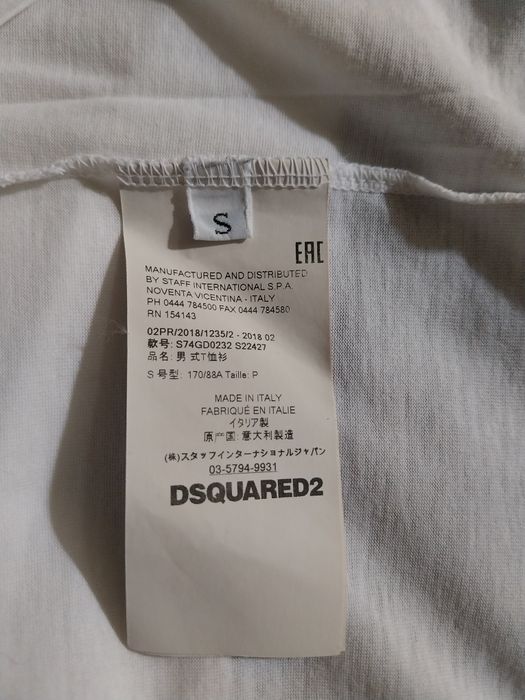 S
EAC
MANUFACTURED AND DISTRIBUTED
BY STAFF INTERNATIONAL S.P.A.
NOVENTA VICENTINA - ITALY
PH 0444 784500 FAX 0444 784580
RN 154143
02PR/2018/1235/2 - 2018 02
款号: S74GD0232 S22427
品名: 男 式T恤衫
S 号型: 170/88A Taille: P
MADE IN ITALY
FABRIQUÉ EN ITALIE
イタリア製
原产国: 意大利製造
(株)スタッフインターナショナルジャパン
03-5794-9931
DSQUARED2